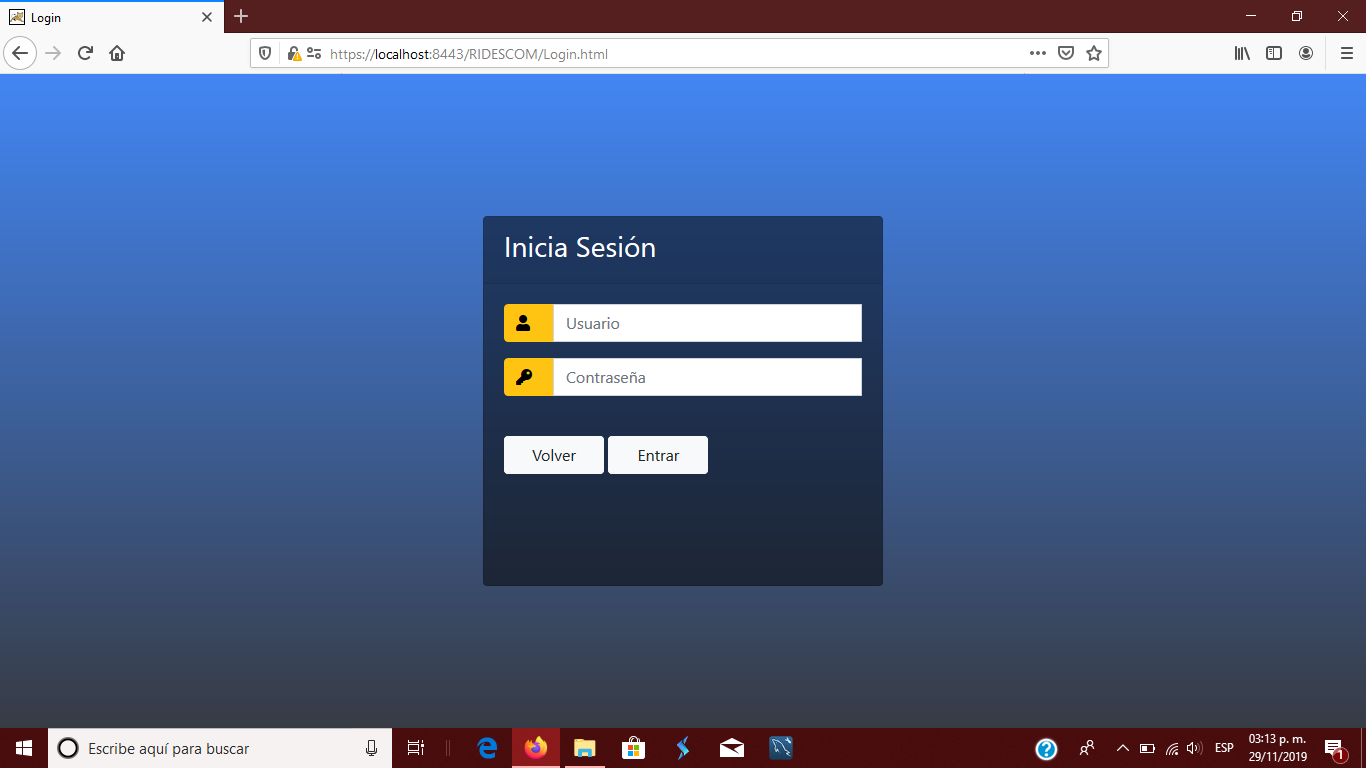 Login
https://localhost:8443/RIDESCOM/Login.html
Inicia Sesión
Usuario
Contraseña
Volver Entrar
Escribe aquí para buscar
ESP
03:13 p. m.
29/11/2019
1